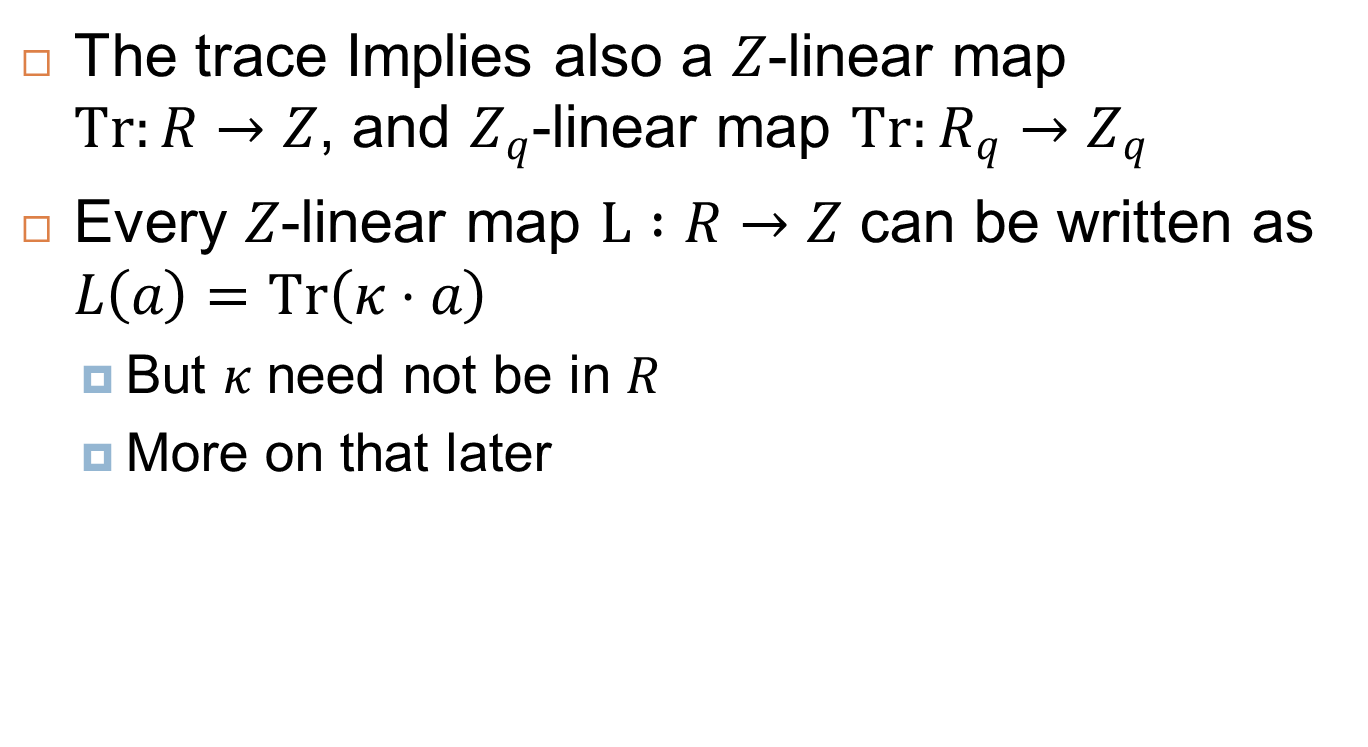 The trace Implies also a Z-linear map
Tr: R → Z, and Z_q-linear map Tr: R_q → Z_q
Every Z-linear map L : R → Z can be written as
L(a) = Tr(κ · a)
But κ need not be in R
More on that later